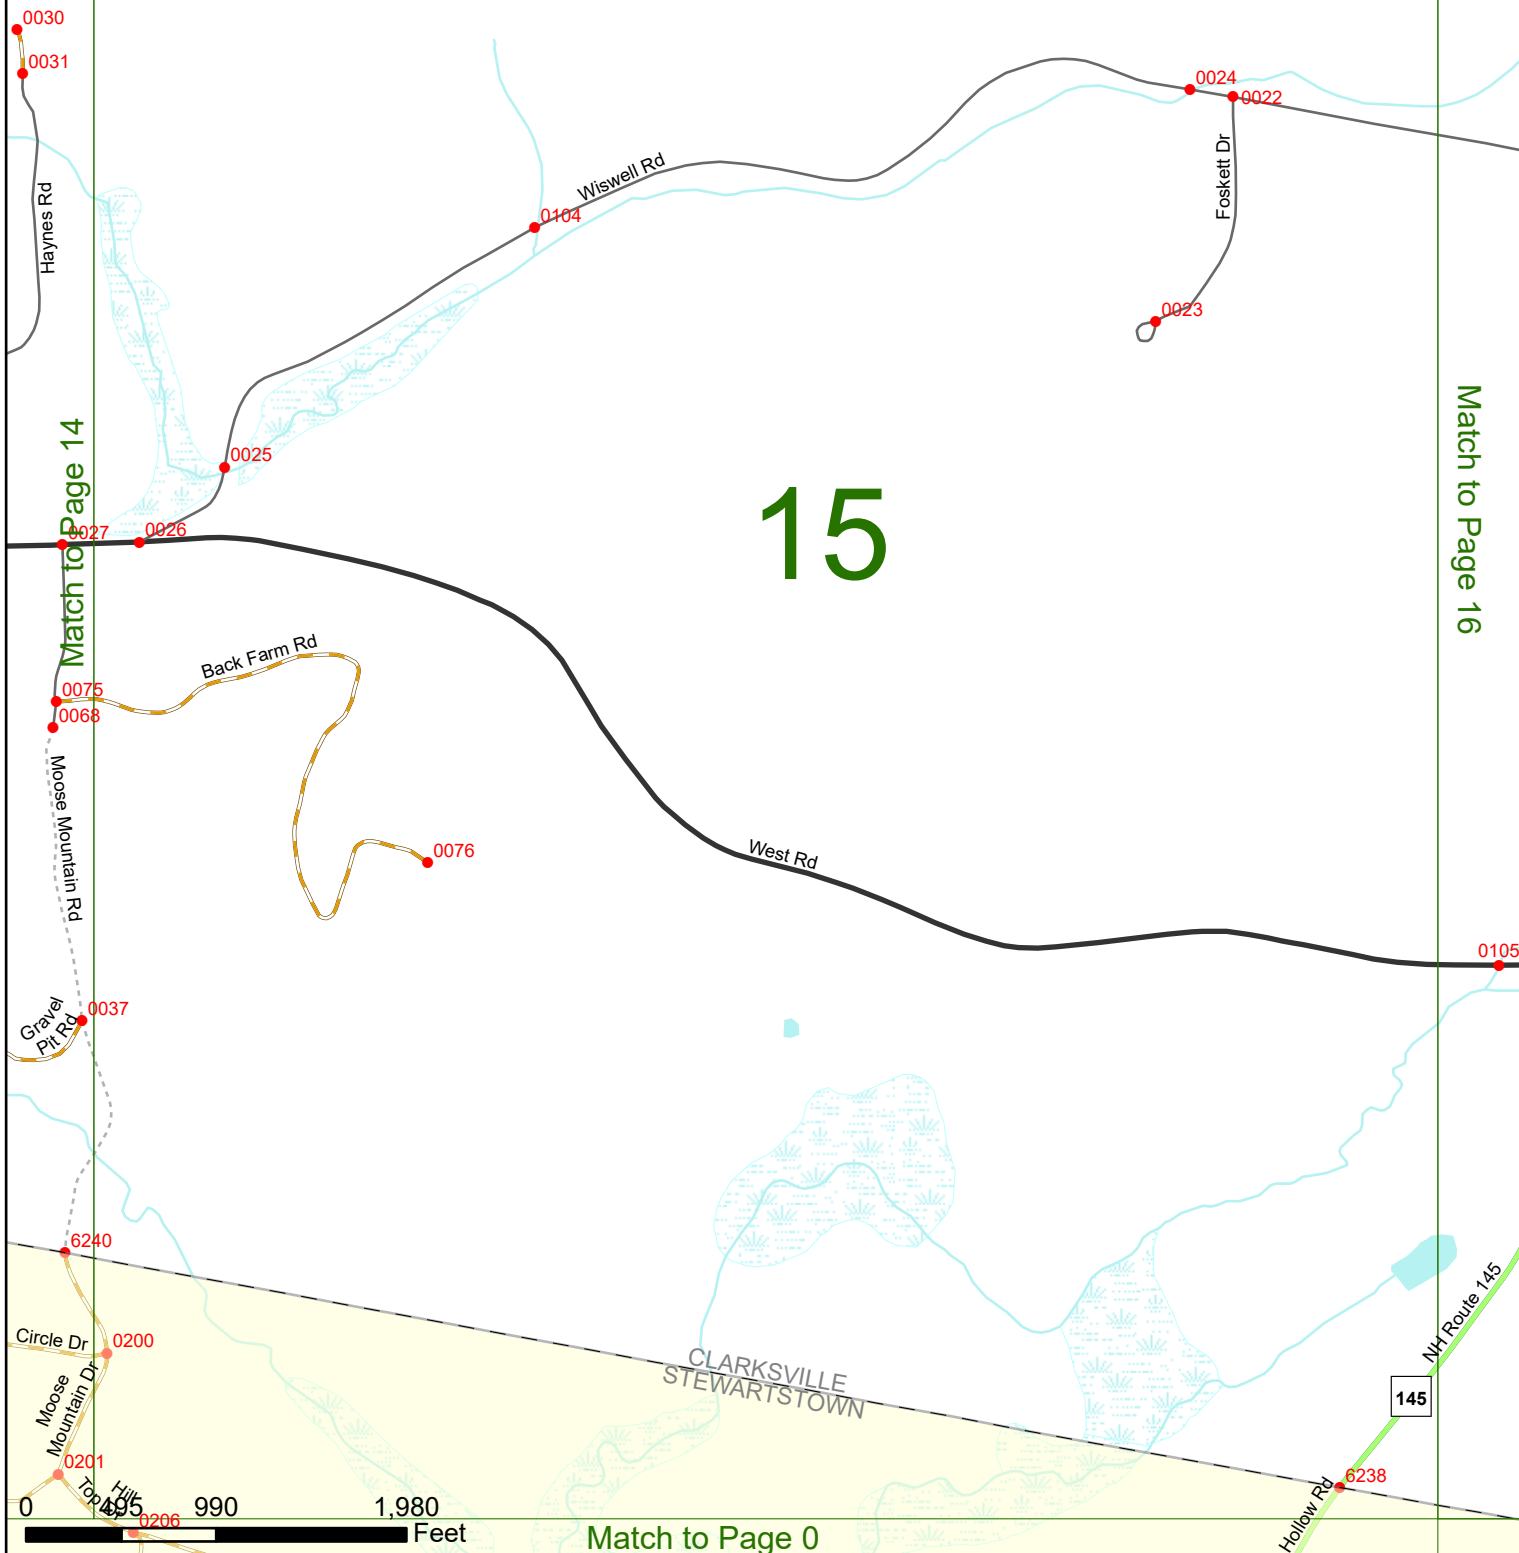 0030
0031
0024
0022
Haynes Rd
Wiswell Rd
Foskett Dr
0104
0023
0025
Match to Page 14
Match to Page 16
15
0027
0026
Back Farm Rd
0075
0068
Moose Mountain Rd
0076
West Rd
0105
Gravel
Pit Rd
0037
6240
NH Route 145
Circle Dr
0200
CLARKSVILLE
STEWARTSTOWN
Moose
Mountain Dr
145
0201
6238
Hill
Top Dr
Hollow Rd
0 495 990 1,980
0206
Feet
Match to Page 0